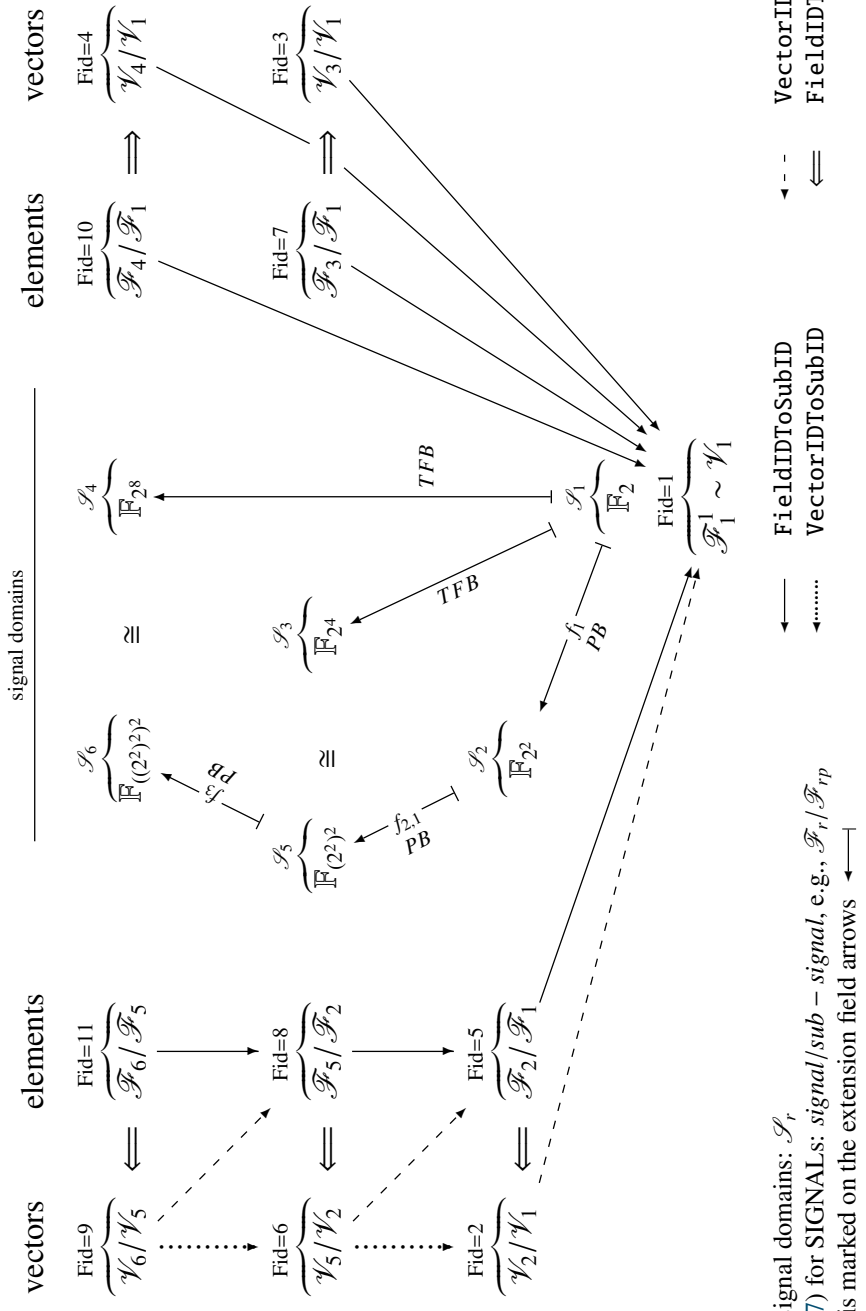 signal domains
vectors elements elements vectors
Fid=9 Fid=11 𝒮6 𝒮4 Fid=10 Fid=4
𝒱6/𝒱5 ⇐ ℱ6/ℱ5 𝔽((2²)²)² ≅ 𝔽2⁸ ℱ4/ℱ1 ⇒ 𝒱4/𝒱1
f3
PB
Fid=6 Fid=8 𝒮5 𝒮3 Fid=7 Fid=3
𝒱5/𝒱2 ⇐ ℱ5/ℱ2 𝔽(2²)² ≅ 𝔽2⁴ ℱ3/ℱ1 ⇒ 𝒱3/𝒱1
f2,1
PB
TFB
TFB
Fid=2 Fid=5 𝒮2
𝒱2/𝒱1 ⇐ ℱ2/ℱ1 𝔽2²
f1
PB
𝒮1
𝔽2
Fid=1
ℱ1¹ ∼ 𝒱1
ignal domains: 𝒮r
7) for SIGNALs: signal/sub − signal, e.g., ℱr/ℱrp
is marked on the extension field arrows
FieldIDToSubID
VectorIDToSubID
VectorID
FieldIDT